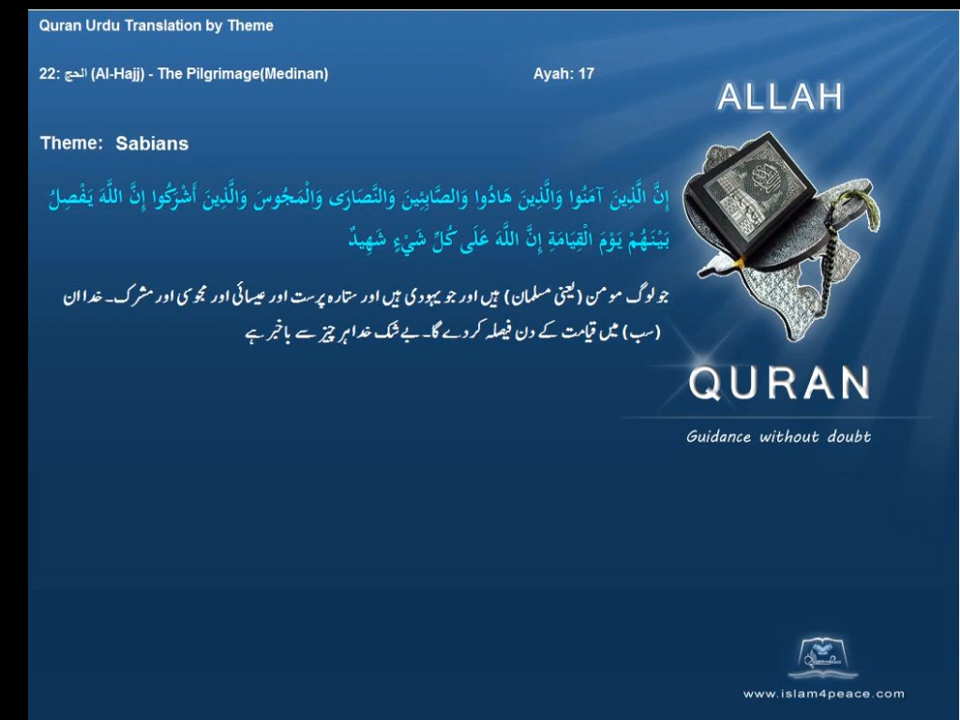 Quran Urdu Translation by Theme
22: الحج (Al-Hajj) - The Pilgrimage(Medinan)
Ayah: 17
ALLAH
Theme: Sabians
إِنَّ الَّذِينَ آمَنُوا وَالَّذِينَ هَادُوا وَالصَّابِئِينَ وَالنَّصَارَى وَالْمَجُوسَ وَالَّذِينَ أَشْرَكُوا إِنَّ اللَّهَ يَفْصِلُ
بَيْنَهُمْ يَوْمَ الْقِيَامَةِ إِنَّ اللَّهَ عَلَى كُلِّ شَيْءٍ شَهِيدٌ
جو لوگ مومن (یعنی مسلمان) ہیں اور جو یہودی ہیں اور ستارہ پرست اور عیسائی اور مجوسی اور مشرک۔ خدا ان
(سب) میں قیامت کے دن فیصلہ کردے گا۔ بےشک خدا ہر چیز سے باخبر ہے
QURAN
Guidance without doubt
www.islam4peace.com